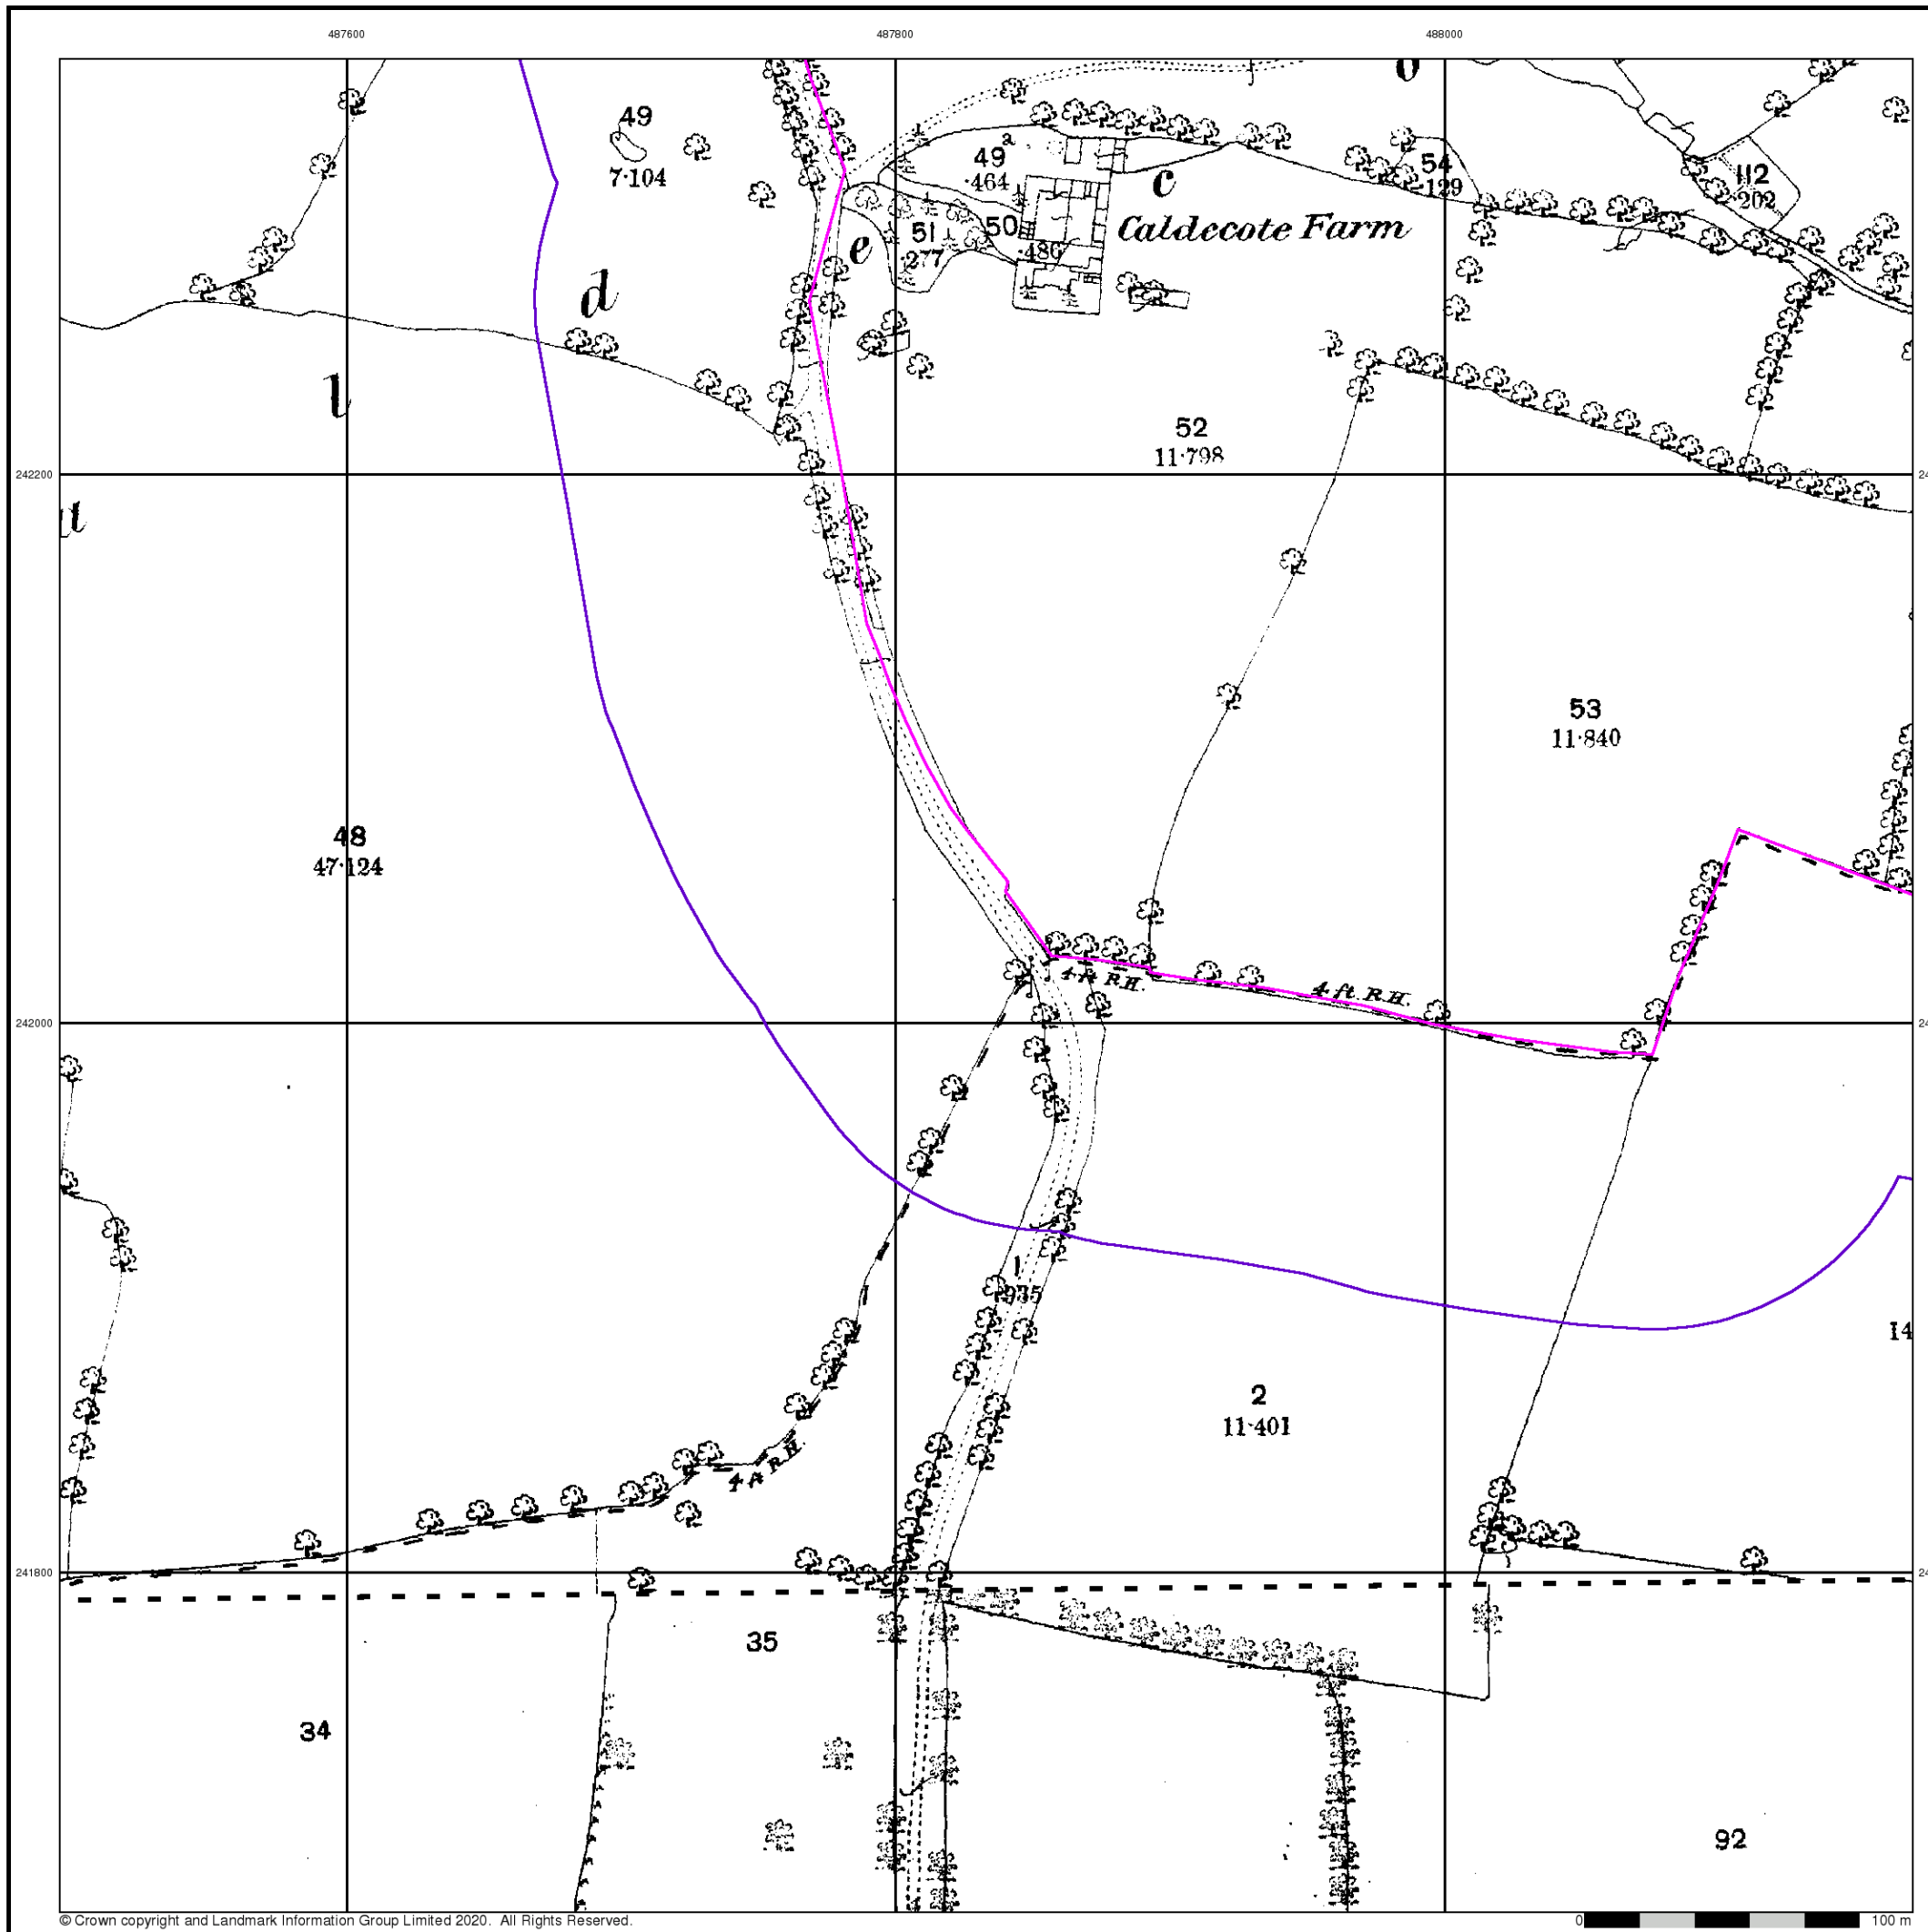 487600 487800 488000
49
7·104
49a
·464
54
·129
112
·202
c
Caldecote Farm
e
51
·277
50
·486
d
l
52
11·798
242200
a
53
11·840
48
47·124
4 ft. R.H.
4 ft. R.H.
242000
1
·935
14
2
11·401
4 ft R.H.
241800
35
34
92
© Crown copyright and Landmark Information Group Limited 2020. All Rights Reserved.
0 100 m